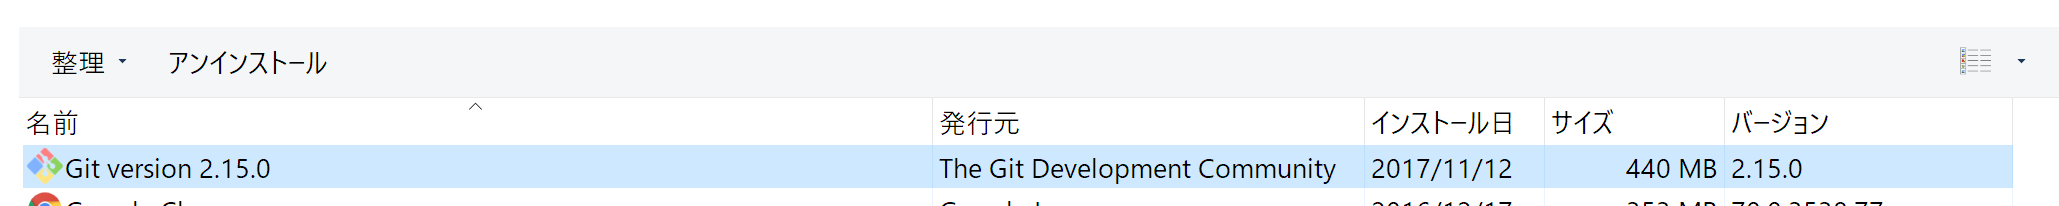 整理 アンインストール
名前 発行元 インストール日 サイズ バージョン
Git version 2.15.0 The Git Development Community 2017/11/12 440 MB 2.15.0